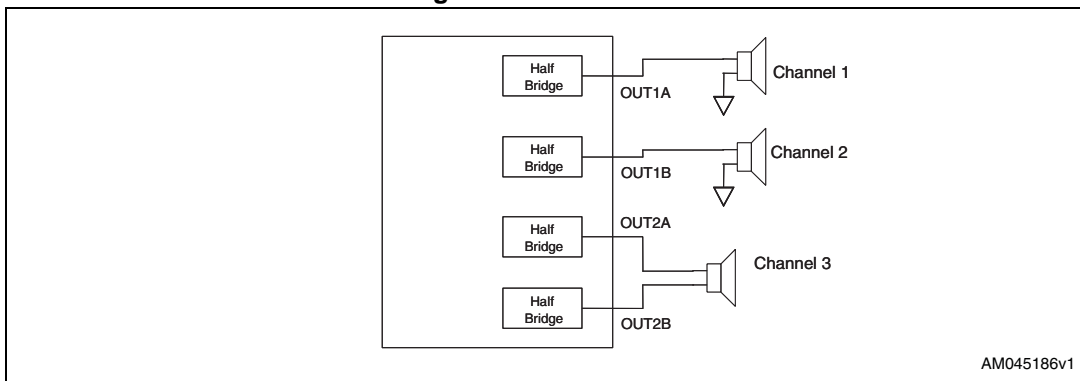 Half
Bridge
OUT1A
Channel 1
Half
Bridge
OUT1B
Channel 2
OUT2A
Half
Bridge
Channel 3
Half
Bridge
OUT2B
AM045186v1